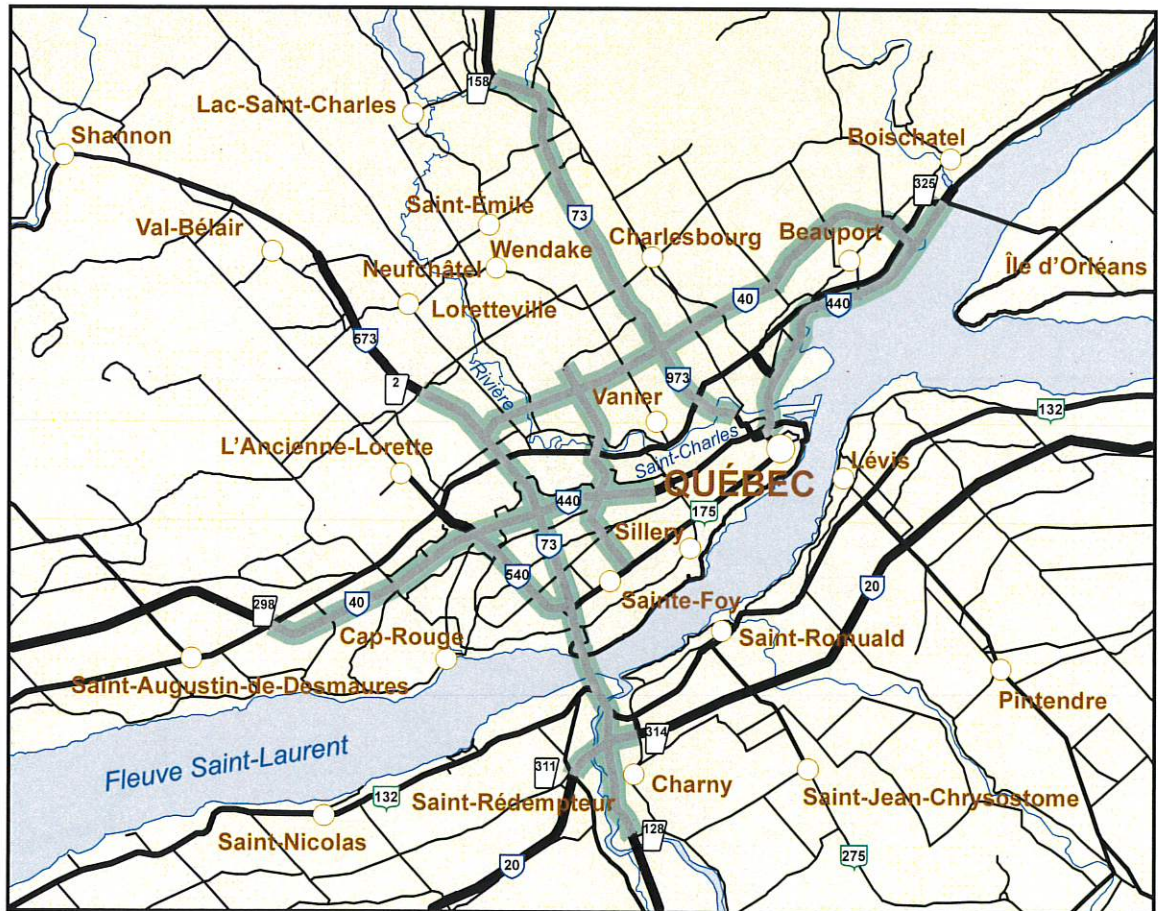 158
Lac-Saint-Charles
Shannon
Boischatel
325
Saint-Émile
73
Val-Bélair
Charlesbourg
Beauport
Wendake
Neufchâtel
Île d'Orléans
40
440
Loretteville
573
Rivière
2
973
Vanier
132
L'Ancienne-Lorette
Saint-Charles
Lévis
QUÉBEC
440
175
Sillery
73
540
20
298
40
Sainte-Foy
Cap-Rouge
Saint-Romuald
Saint-Augustin-de-Desmaures
Pintendre
314
Fleuve Saint-Laurent
311
Charny
132
Saint-Rédempteur
Saint-Jean-Chrysostome
128
Saint-Nicolas
20
275